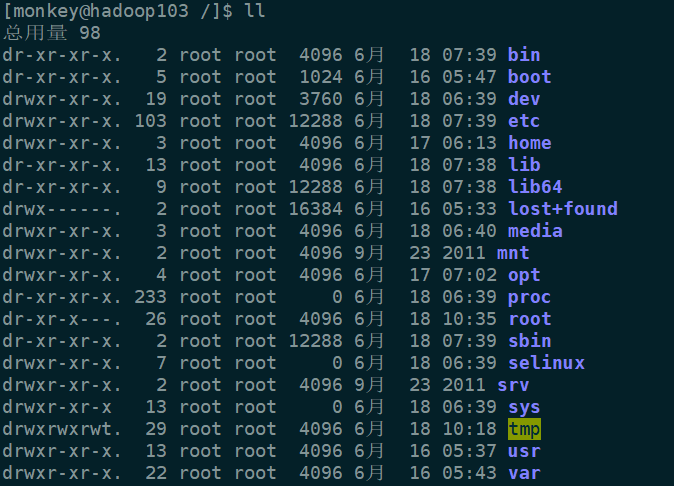 [monkey@hadoop103 /]$ ll
总用量 98
dr-xr-xr-x.   2 root root  4096 6月  18 07:39 bin
dr-xr-xr-x.   5 root root  1024 6月  16 05:47 boot
drwxr-xr-x.  19 root root  3760 6月  18 06:39 dev
drwxr-xr-x. 103 root root 12288 6月  18 07:39 etc
drwxr-xr-x.   3 root root  4096 6月  17 06:13 home
dr-xr-xr-x.  13 root root  4096 6月  18 07:38 lib
dr-xr-xr-x.   9 root root 12288 6月  18 07:38 lib64
drwx------.   2 root root 16384 6月  16 05:33 lost+found
drwxr-xr-x.   3 root root  4096 6月  18 06:40 media
drwxr-xr-x.   2 root root  4096 9月  23 2011 mnt
drwxr-xr-x.   4 root root  4096 6月  17 07:02 opt
dr-xr-xr-x. 233 root root     0 6月  18 06:39 proc
dr-xr-x---.  26 root root  4096 6月  18 10:35 root
dr-xr-xr-x.   2 root root 12288 6月  18 07:39 sbin
drwxr-xr-x.   7 root root     0 6月  18 06:39 selinux
drwxr-xr-x.   2 root root  4096 9月  23 2011 srv
drwxr-xr-x   13 root root     0 6月  18 06:39 sys
drwxrwxrwt.  29 root root  4096 6月  18 10:18 tmp
drwxr-xr-x.  13 root root  4096 6月  16 05:37 usr
drwxr-xr-x.  22 root root  4096 6月  16 05:43 var